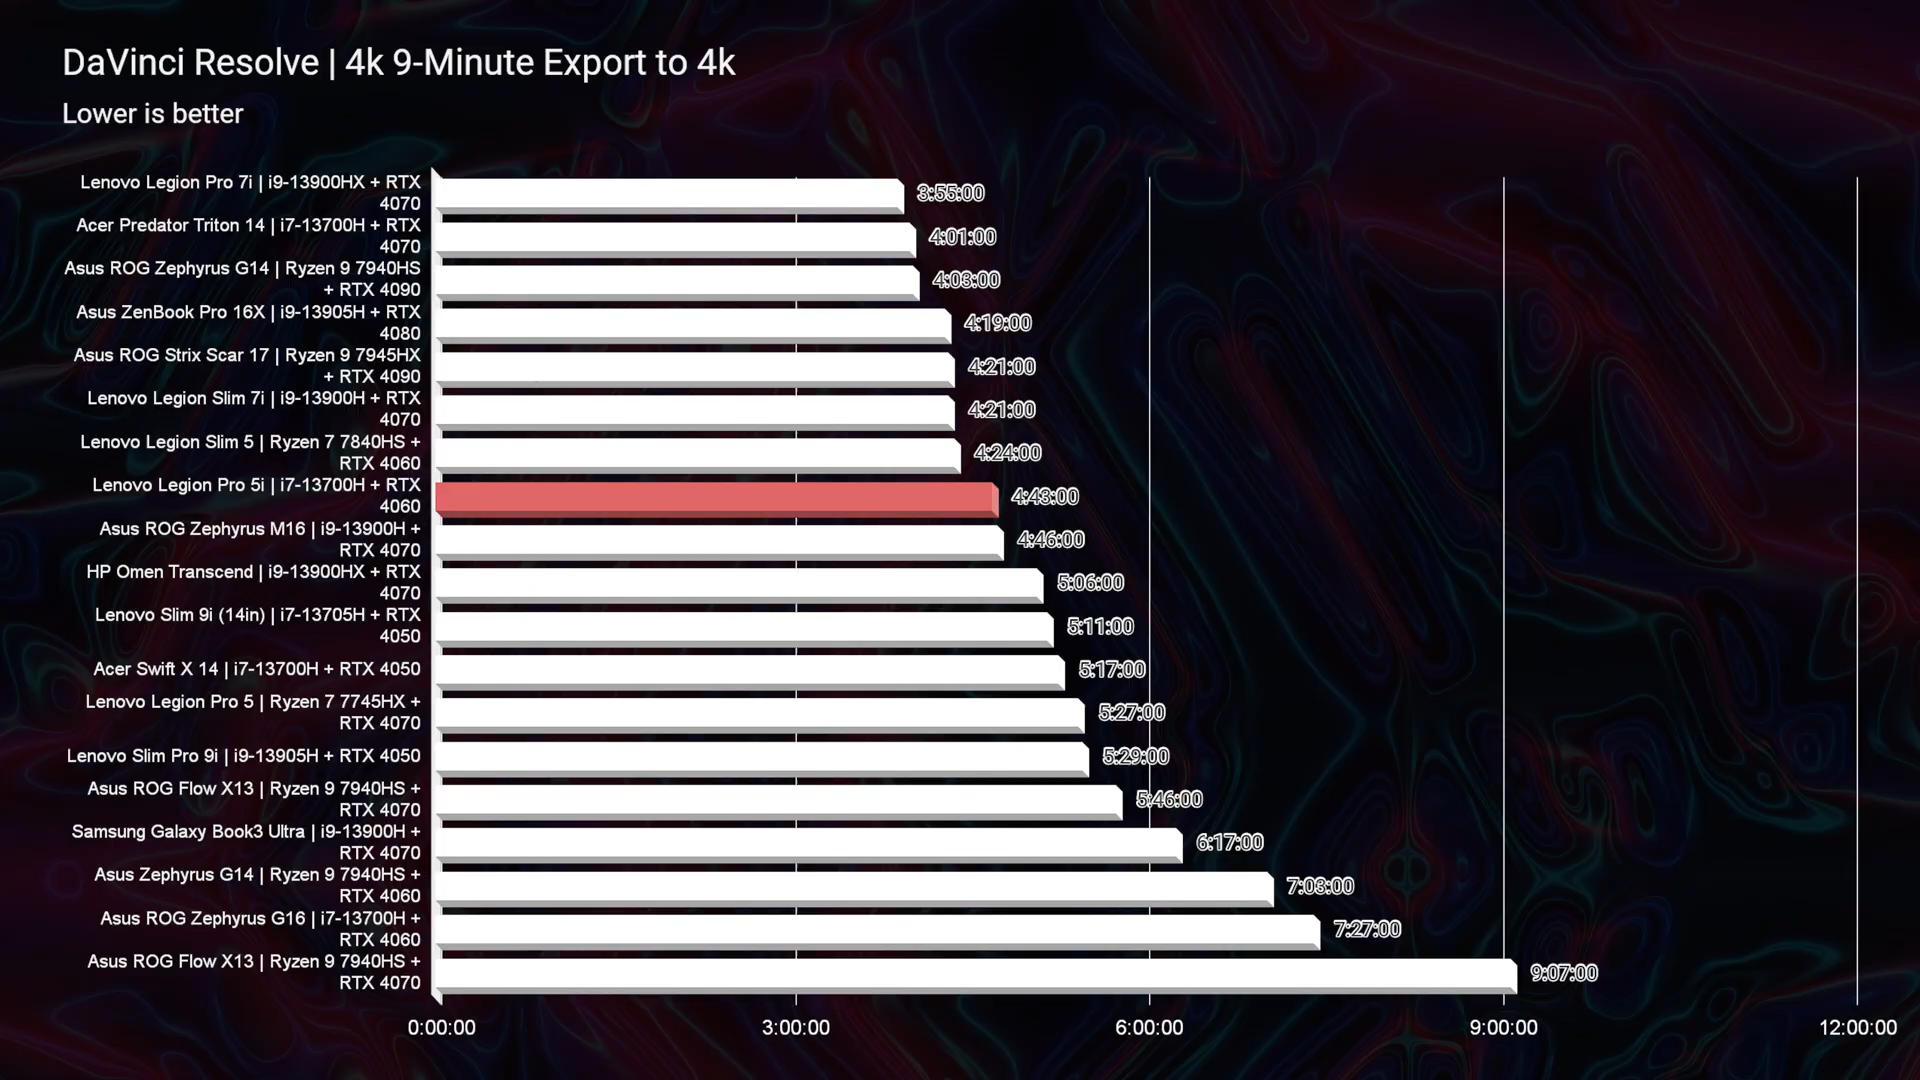 DaVinci Resolve | 4k 9-Minute Export to 4k
Lower is better
Lenovo Legion Pro 7i | i9-13900HX + RTX
4070
3:55:00
Acer Predator Triton 14 | i7-13700H + RTX
4070
4:01:00
Asus ROG Zephyrus G14 | Ryzen 9 7940HS
+ RTX 4090
4:03:00
Asus ZenBook Pro 16X | i9-13905H + RTX
4080
4:19:00
Asus ROG Strix Scar 17 | Ryzen 9 7945HX
+ RTX 4090
4:21:00
Lenovo Legion Slim 7i | i9-13900H + RTX
4070
4:21:00
Lenovo Legion Slim 5 | Ryzen 7 7840HS +
RTX 4060
4:24:00
Lenovo Legion Pro 5i | i7-13700H + RTX
4060
4:43:00
Asus ROG Zephyrus M16 | i9-13900H +
RTX 4070
4:46:00
HP Omen Transcend | i9-13900HX + RTX
4070
5:06:00
Lenovo Slim 9i (14in) | i7-13705H + RTX
4050
5:11:00
Acer Swift X 14 | i7-13700H + RTX 4050
5:17:00
Lenovo Legion Pro 5 | Ryzen 7 7745HX +
RTX 4070
5:27:00
Lenovo Slim Pro 9i | i9-13905H + RTX 4050
5:29:00
Asus ROG Flow X13 | Ryzen 9 7940HS +
RTX 4070
5:46:00
Samsung Galaxy Book3 Ultra | i9-13900H +
RTX 4070
6:17:00
Asus Zephyrus G14 | Ryzen 9 7940HS +
RTX 4060
7:03:00
Asus ROG Zephyrus G16 | i7-13700H +
RTX 4060
7:27:00
Asus ROG Flow X13 | Ryzen 9 7940HS +
RTX 4070
9:07:00
0:00:00 3:00:00 6:00:00 9:00:00 12:00:00